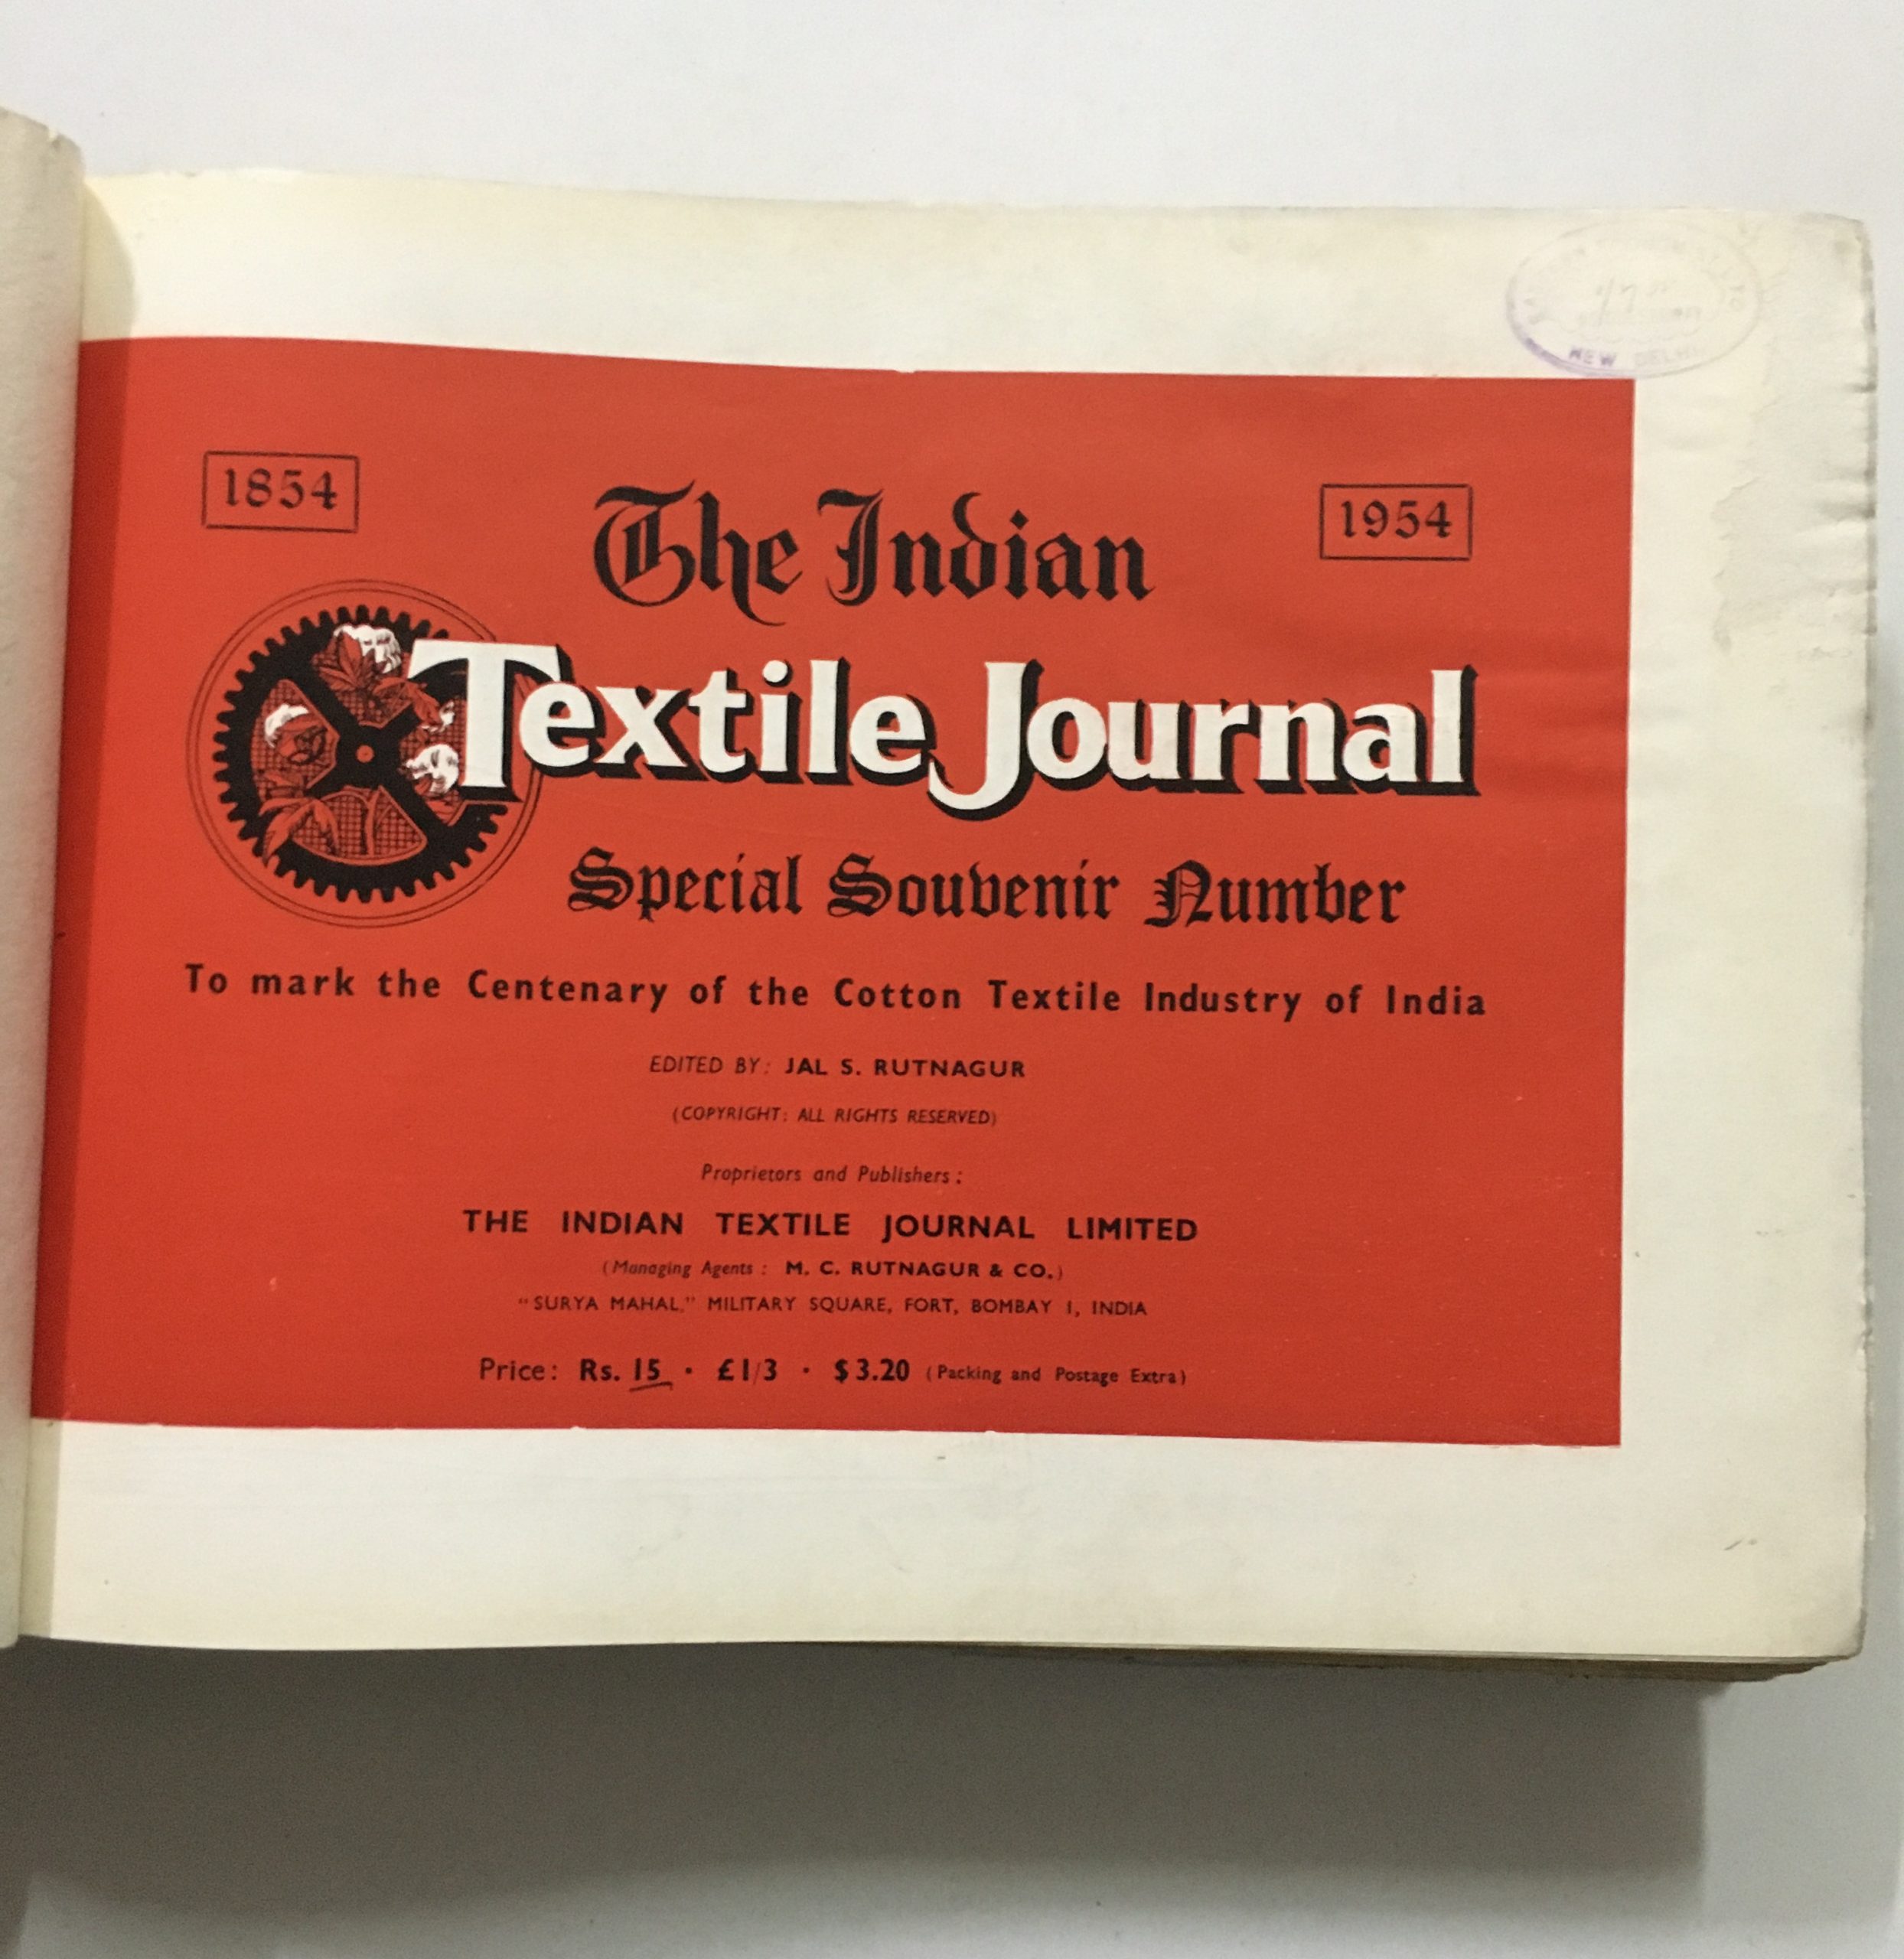 NEW DELHI
1854
1954
The Indian
Textile Journal
Special Souvenir Number
To mark the Centenary of the Cotton Textile Industry of India
EDITED BY: JAL S. RUTNAGUR
(COPYRIGHT: ALL RIGHTS RESERVED)
Proprietors and Publishers:
THE INDIAN TEXTILE JOURNAL LIMITED
(Managing Agents: M. C. RUTNAGUR & CO.)
"SURYA MAHAL," MILITARY SQUARE, FORT, BOMBAY 1, INDIA
Price: Rs. 15 · £1/3 · $3.20 (Packing and Postage Extra)